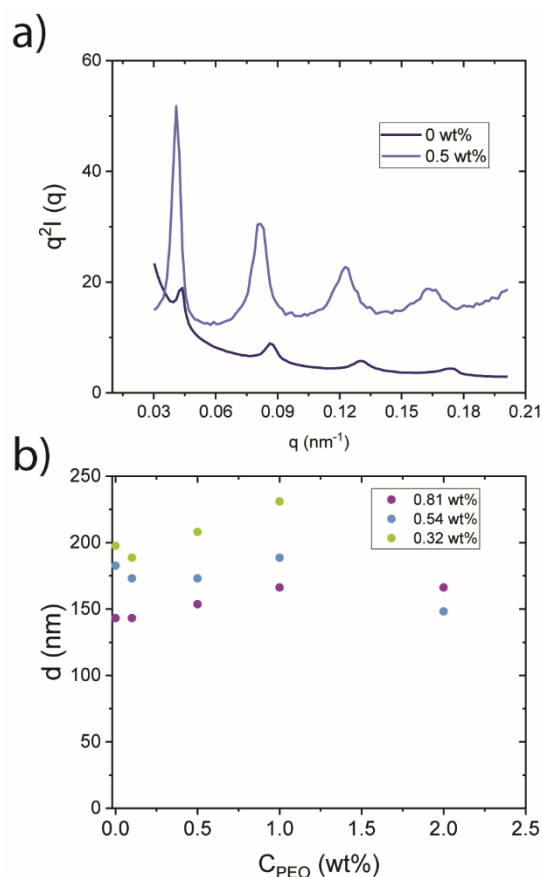 a)
60
40
20
0
q²I (q)
0 wt%
0.5 wt%
0.03 0.06 0.09 0.12 0.15 0.18 0.21
q (nm⁻¹)
b)
250
200
150
100
50
0
d (nm)
0.81 wt%
0.54 wt%
0.32 wt%
0.0 0.5 1.0 1.5 2.0 2.5
C_PEO (wt%)